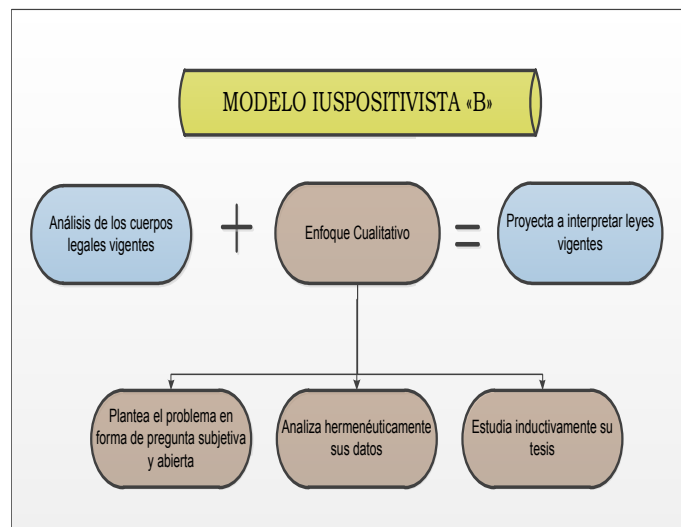 MODELO IUSPOSITIVISTA «B»
Análisis de los cuerpos
legales vigentes
+
Enfoque Cualitativo
=
Proyecta a interpretar leyes
vigentes
Plantea el problema en
forma de pregunta subjetiva
y abierta
Analiza hermenéuticamente
sus datos
Estudia inductivamente su
tesis